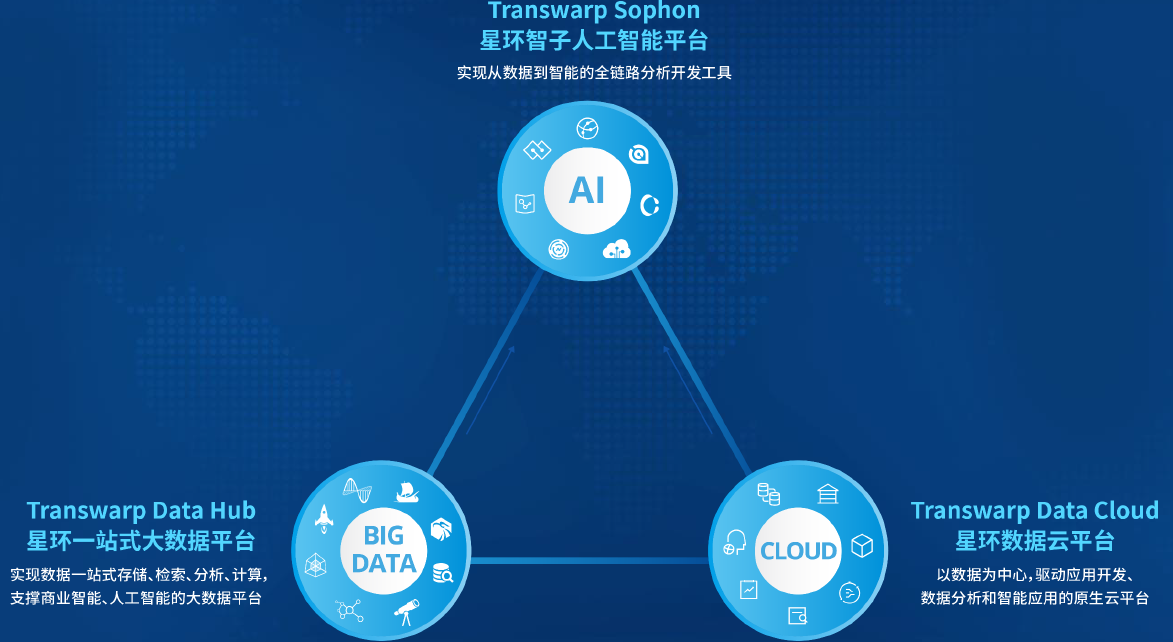 Transwarp Sophon
星环智子人工智能平台
实现从数据到智能的全链路分析开发工具
AI
BIG
DATA
CLOUD
Transwarp Data Hub
星环一站式大数据平台
实现数据一站式存储、检索、分析、计算，
支撑商业智能、人工智能的大数据平台
Transwarp Data Cloud
星环数据云平台
以数据为中心，驱动应用开发、
数据分析和智能应用的原生云平台